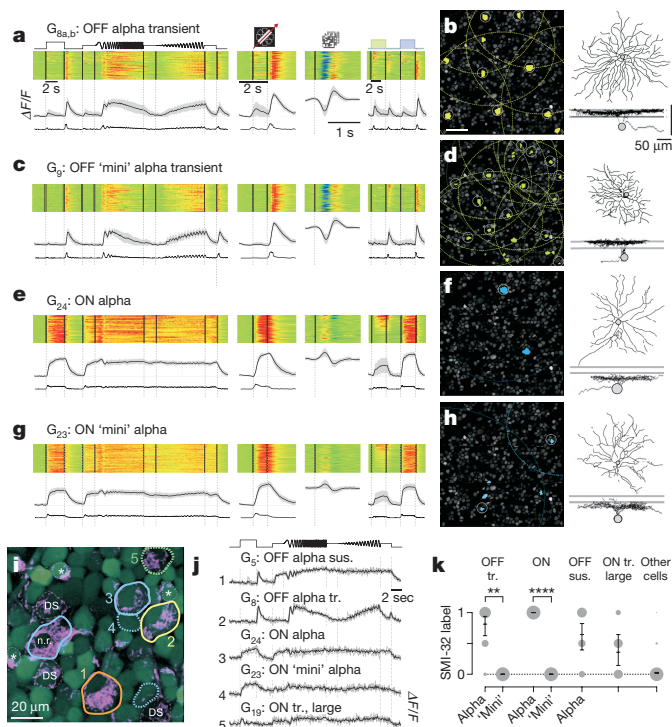 a G8a,b: OFF alpha transient
2 s
2 s
2 s
ΔF/F
1 s
b
50 μm
c G9: OFF 'mini' alpha transient
d
e G24: ON alpha
f
g G23: ON 'mini' alpha
h
i
5
*
*
DS
3
4
2
n.r.
*
DS
1
DS
20 μm
j
G5: OFF alpha sus.
1
2 sec
G8: OFF alpha tr.
2
G24: ON alpha
3
G23: ON 'mini' alpha
4
G19: ON tr., large
5
ΔF/F
k
OFF tr. ON OFF sus. ON tr. large Other cells
** ****
SMI-32 label
1
0
Alpha 'Mini' Alpha 'Mini' Alpha